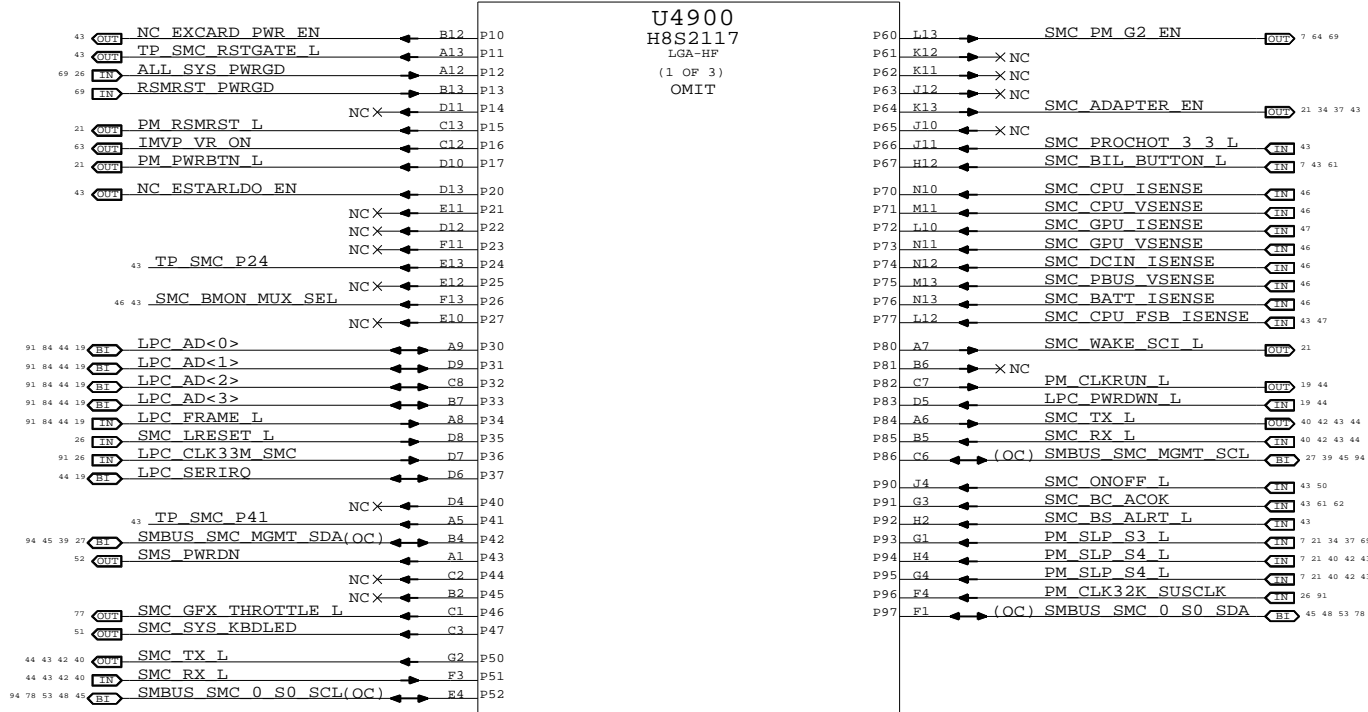 U4900
H8S2117
LGA-HF
(1 OF 3)
OMIT
43 OUT NC_EXCARD_PWR_EN B12 P10
43 OUT TP_SMC_RSTGATE_L A13 P11
69 26 IN ALL_SYS_PWRGD A12 P12
69 IN RSMRST_PWRGD B13 P13
NC D11 P14
21 OUT PM_RSMRST_L C13 P15
63 OUT IMVP_VR_ON C12 P16
21 OUT PM_PWRBTN_L D10 P17
43 OUT NC_ESTARLDO_EN D13 P20
NC E11 P21
NC D12 P22
NC F11 P23
43 TP_SMC_P24 E13 P24
NC E12 P25
46 43 SMC_BMON_MUX_SEL F13 P26
NC E10 P27
91 84 44 19 BI LPC_AD<0> A9 P30
91 84 44 19 BI LPC_AD<1> D9 P31
91 84 44 19 BI LPC_AD<2> C8 P32
91 84 44 19 BI LPC_AD<3> B7 P33
91 84 44 19 IN LPC_FRAME_L A8 P34
26 IN SMC_LRESET_L D8 P35
91 26 IN LPC_CLK33M_SMC D7 P36
44 19 BI LPC_SERIRQ D6 P37
NC D4 P40
43 TP_SMC_P41 A5 P41
94 45 39 27 BI SMBUS_SMC_MGMT_SDA(OC) B4 P42
52 OUT SMS_PWRDN A1 P43
NC C2 P44
NC B2 P45
77 OUT SMC_GFX_THROTTLE_L C1 P46
51 OUT SMC_SYS_KBDLED C3 P47
44 43 42 40 OUT SMC_TX_L G2 P50
44 43 42 40 IN SMC_RX_L F3 P51
94 78 53 48 45 BI SMBUS_SMC_0_S0_SCL(OC) E4 P52
P60 L13 SMC_PM_G2_EN OUT 7 64 69
P61 K12 NC
P62 K11 NC
P63 J12 NC
P64 K13 SMC_ADAPTER_EN OUT 21 34 37 43
P65 J10 NC
P66 J11 SMC_PROCHOT_3_3_L IN 43
P67 H12 SMC_BIL_BUTTON_L IN 7 43 61
P70 N10 SMC_CPU_ISENSE IN 46
P71 M11 SMC_CPU_VSENSE IN 46
P72 L10 SMC_GPU_ISENSE IN 47
P73 N11 SMC_GPU_VSENSE IN 46
P74 N12 SMC_DCIN_ISENSE IN 46
P75 M13 SMC_PBUS_VSENSE IN 46
P76 N13 SMC_BATT_ISENSE IN 46
P77 L12 SMC_CPU_FSB_ISENSE IN 43 47
P80 A7 SMC_WAKE_SCI_L OUT 21
P81 B6 NC
P82 C7 PM_CLKRUN_L OUT 19 44
P83 D5 LPC_PWRDWN_L IN 19 44
P84 A6 SMC_TX_L OUT 40 42 43 44
P85 B5 SMC_RX_L IN 40 42 43 44
P86 C6 (OC) SMBUS_SMC_MGMT_SCL BI 27 39 45 94
P90 J4 SMC_ONOFF_L IN 43 50
P91 G3 SMC_BC_ACOK IN 43 61 62
P92 H2 SMC_BS_ALRT_L IN 43
P93 G1 PM_SLP_S3_L IN 7 21 34 37 69
P94 H4 PM_SLP_S4_L IN 7 21 40 42
P95 G4 PM_SLP_S4_L IN 7 21 40 42
P96 F4 PM_CLK32K_SUSCLK IN 26 91
P97 F1 (OC) SMBUS_SMC_0_S0_SDA BI 45 48 53 78